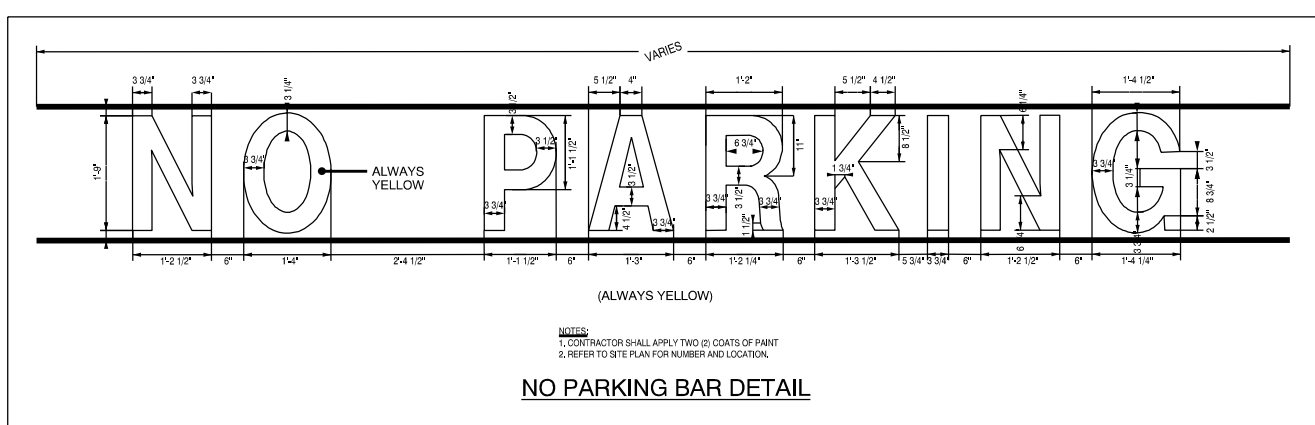 VARIES
3 3/4" 3 3/4" 3 1/4" 5 1/2" 4" 1'-2" 5 1/2" 4 1/2" 1'-4 1/2"
NO PARKING
1'-9" 3 3/4" 3 1/2" 3 1/2" 1'-1 1/2" 3 1/2" 6 3/4" 11" 8 1/2" 1 3/4" 3 3/4" 3 1/4" 3 1/2"
ALWAYS
YELLOW
3 3/4" 4 1/2" 3 3/4" 3 3/4" 3 1/2" 3 3/4" 1 1/2" 3 3/4" 8 3/4" 2 1/2" 3 3/4"
1'-2 1/2" 6" 1'-4" 2'-4 1/2" 1'-1 1/2" 6" 1'-3" 6" 1'-2 1/4" 6" 1'-3 1/2" 5 3/4" 3 3/4" 6" 1'-2 1/2" 6" 1'-4 1/4"
(ALWAYS YELLOW)
NOTES:
1. CONTRACTOR SHALL APPLY TWO (2) COATS OF PAINT
2. REFER TO SITE PLAN FOR NUMBER AND LOCATION.
NO PARKING BAR DETAIL